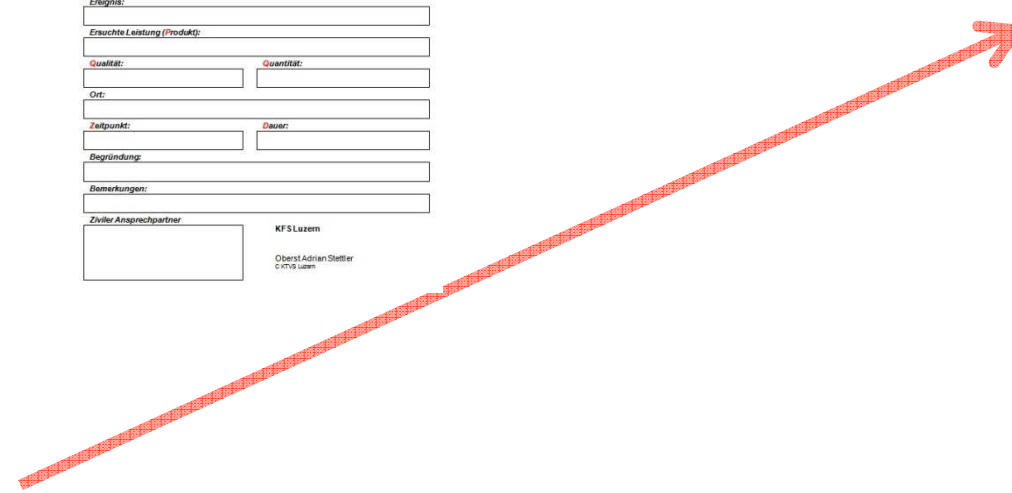 Ereignis:
Ersuchte Leistung (Produkt):
Qualität: Quantität:
Ort:
Zeitpunkt: Dauer:
Begründung:
Bemerkungen:
Ziviler Ansprechpartner
KFS Luzern
Oberst Adrian Stettler
C KTVS Luzern